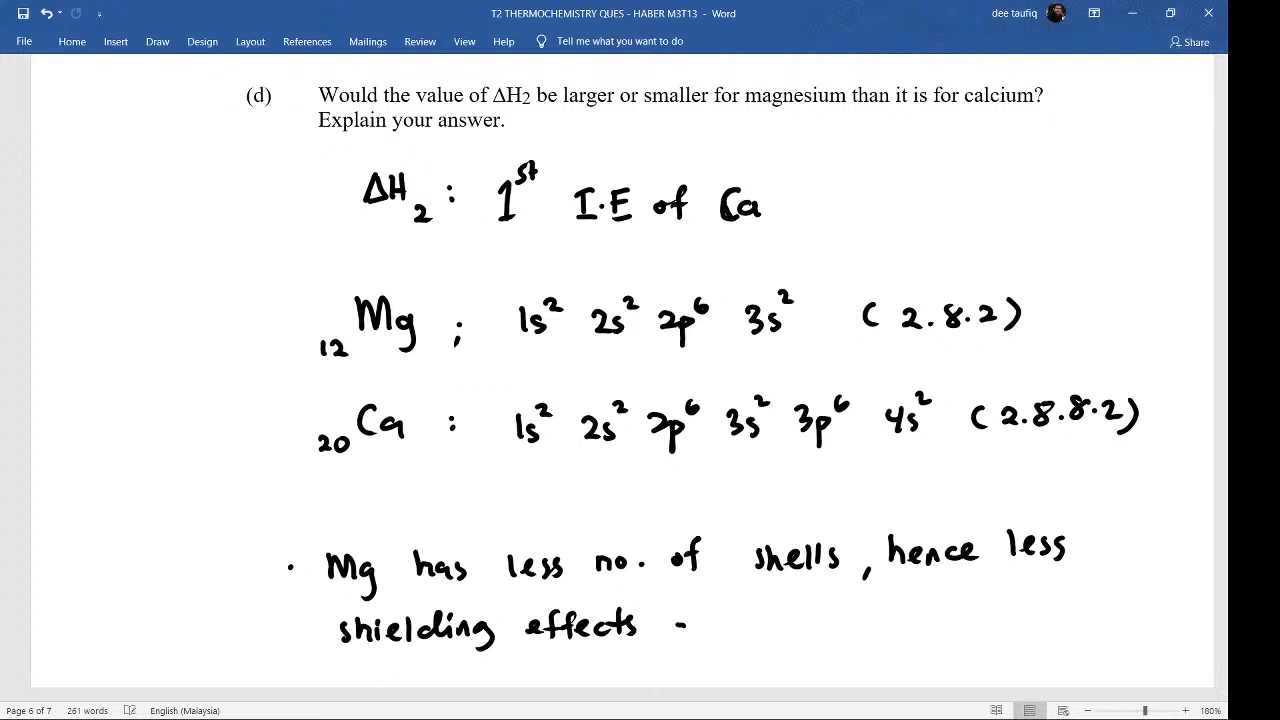 T2 THERMOCHEMISTRY QUES - HABER M3T13 - Word
dee taufiq
File Home Insert Draw Design Layout References Mailings Review View Help Tell me what you want to do Share
(d) Would the value of ΔH₂ be larger or smaller for magnesium than it is for calcium?
Explain your answer.
ΔH₂ : 1ˢᵗ I.E of Ca
₁₂Mg ; 1s² 2s² 2p⁶ 3s² (2.8.2)
₂₀Ca : 1s² 2s² 2p⁶ 3s² 3p⁶ 4s² (2.8.8.2)
· Mg has less no. of shells, hence less
shielding effects -
Page 6 of 7 261 words English (Malaysia) 180%